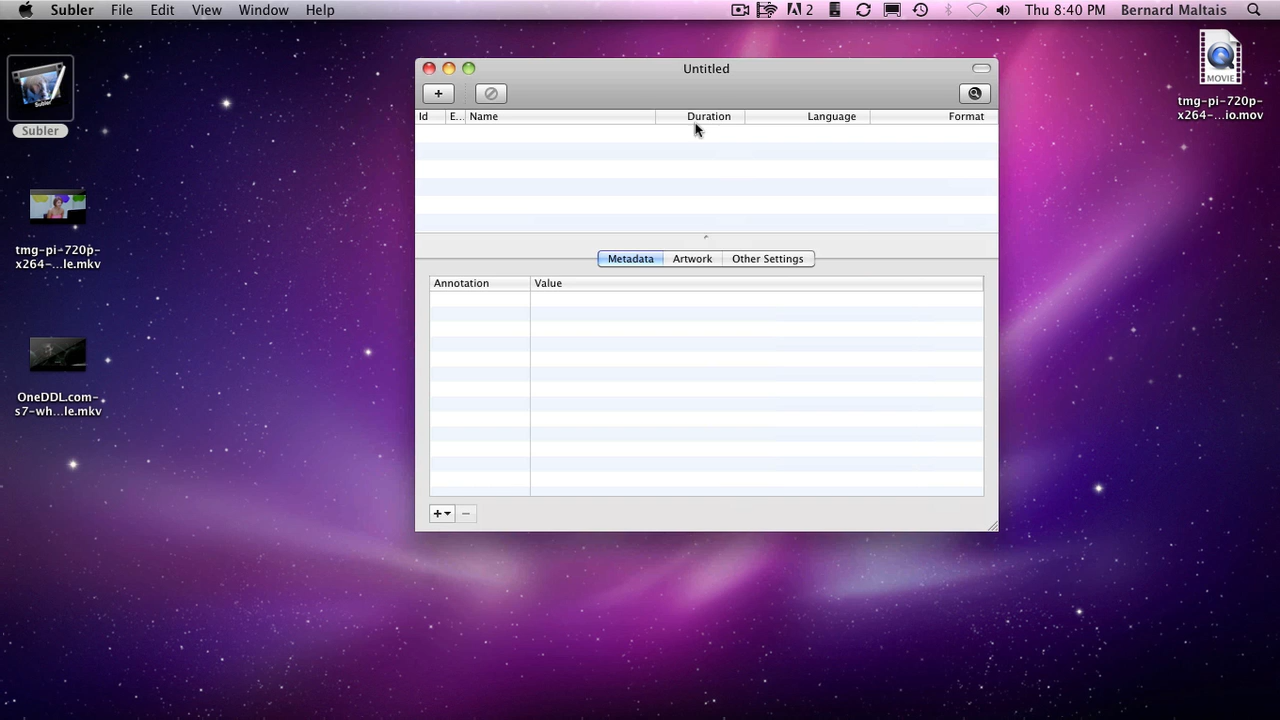 Subler File Edit View Window Help 2 Thu 8:40 PM Bernard Maltais
Untitled
Id E... Name Duration Language Format
Metadata Artwork Other Settings
Annotation Value
Subler
tmg-pi-720p-
x264-...le.mkv
OneDDL.com-
s7-wh...le.mkv
MOVIE
tmg-pi-720p-
x264-...io.mov